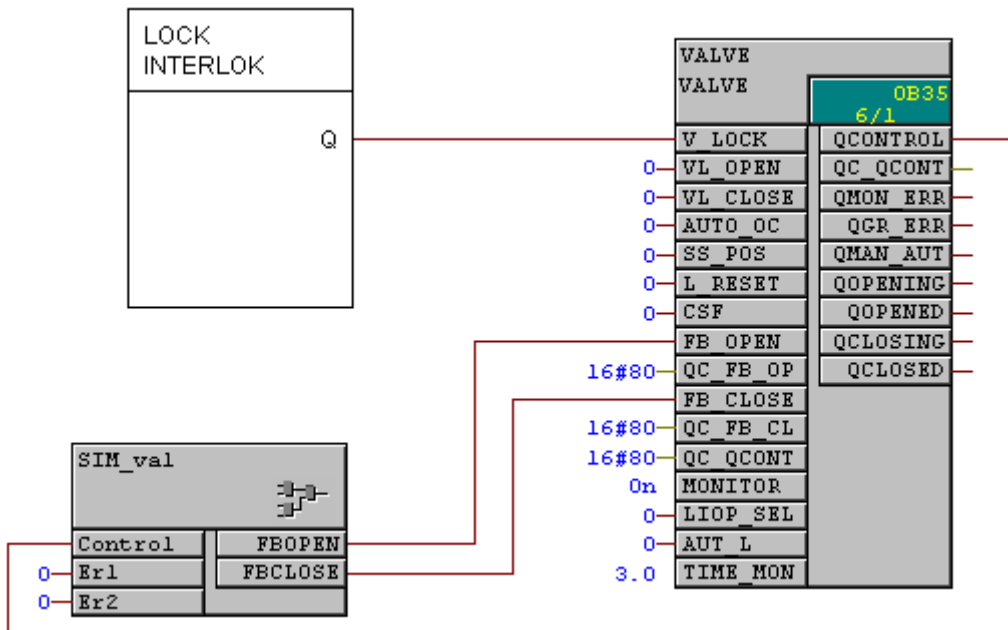 LOCK
INTERLOK
Q
VALVE
VALVE
OB35
6/1
V_LOCK QCONTROL
0 VL_OPEN QC_QCONT
0 VL_CLOSE QMON_ERR
0 AUTO_OC QGR_ERR
0 SS_POS QMAN_AUT
0 L_RESET QOPENING
0 CSF QOPENED
FB_OPEN QCLOSING
16#80 QC_FB_OP QCLOSED
FB_CLOSE
16#80 QC_FB_CL
16#80 QC_QCONT
On MONITOR
0 LIOP_SEL
0 AUT_L
3.0 TIME_MON
SIM_val
Control FBOPEN
0 Er1 FBCLOSE
0 Er2